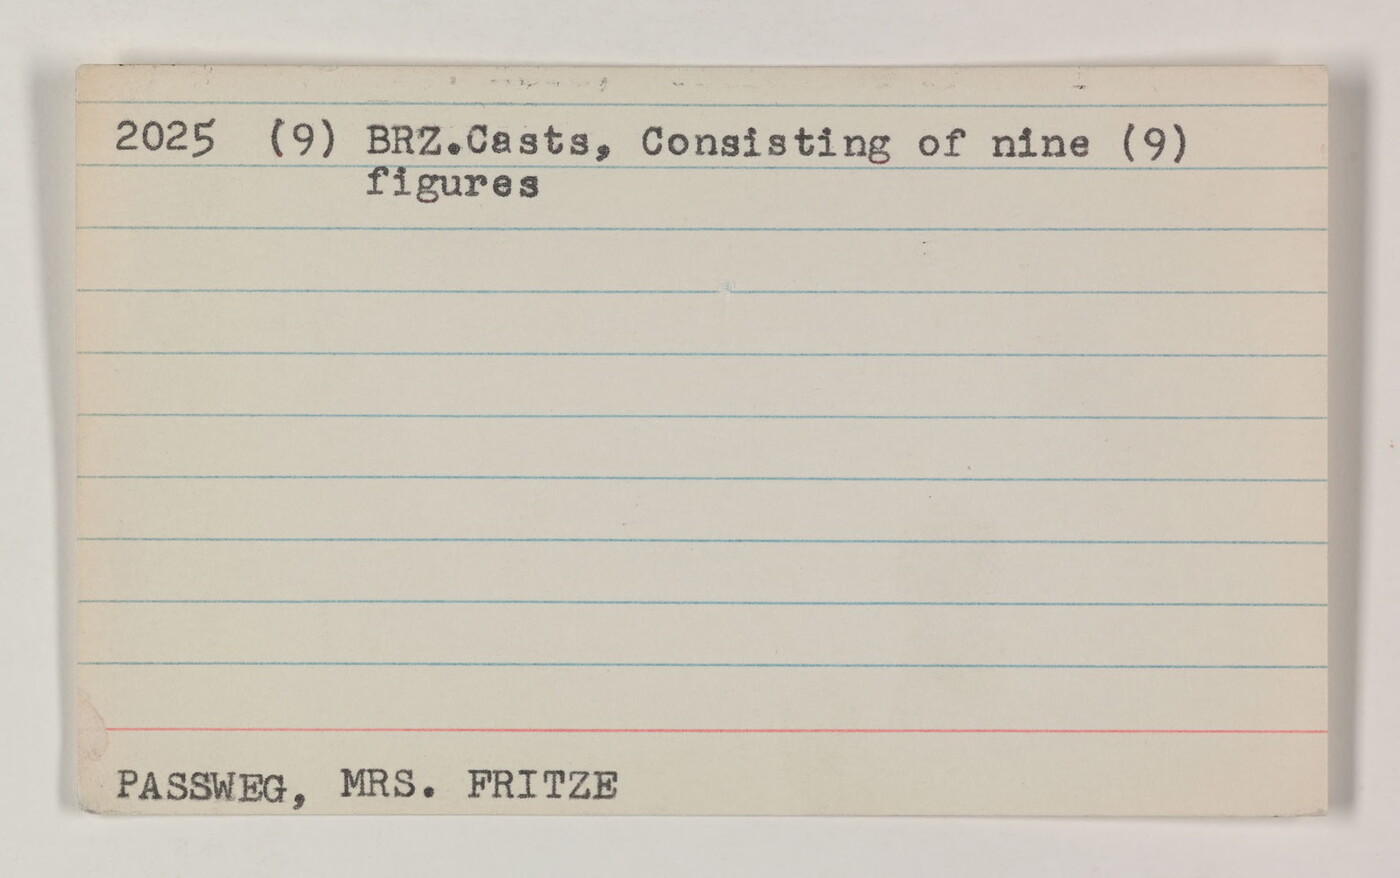 2025 (9) BRZ.Casts, Consisting of nine (9)
figures
PASSWEG, MRS. FRITZE